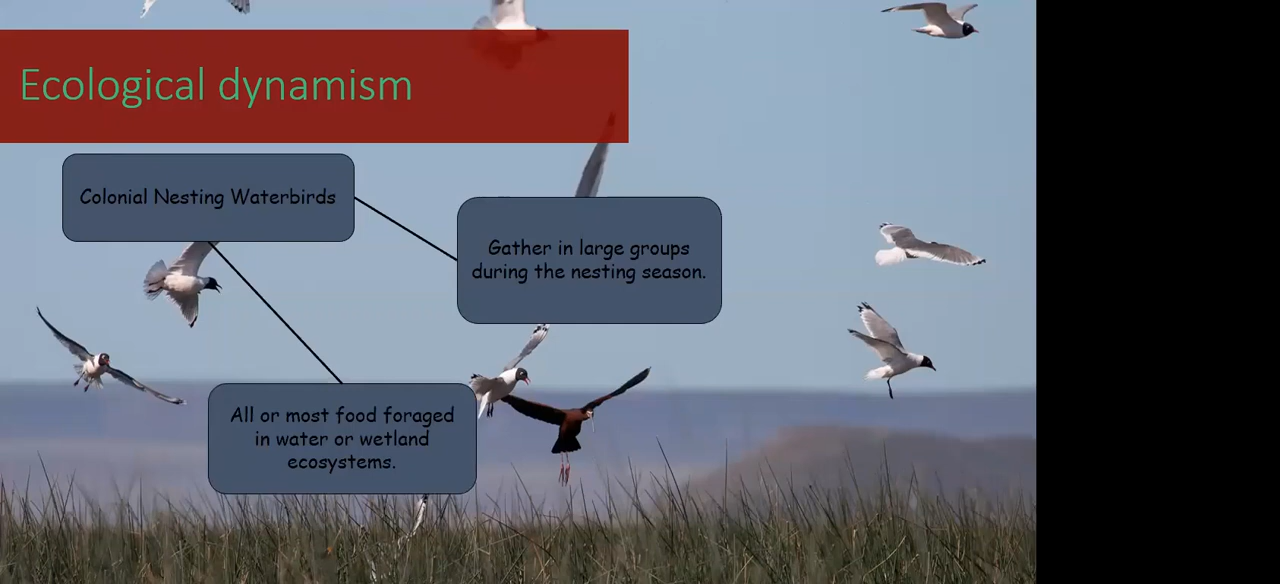 Ecological dynamism
Colonial Nesting Waterbirds
Gather in large groups
during the nesting season.
All or most food foraged
in water or wetland
ecosystems.